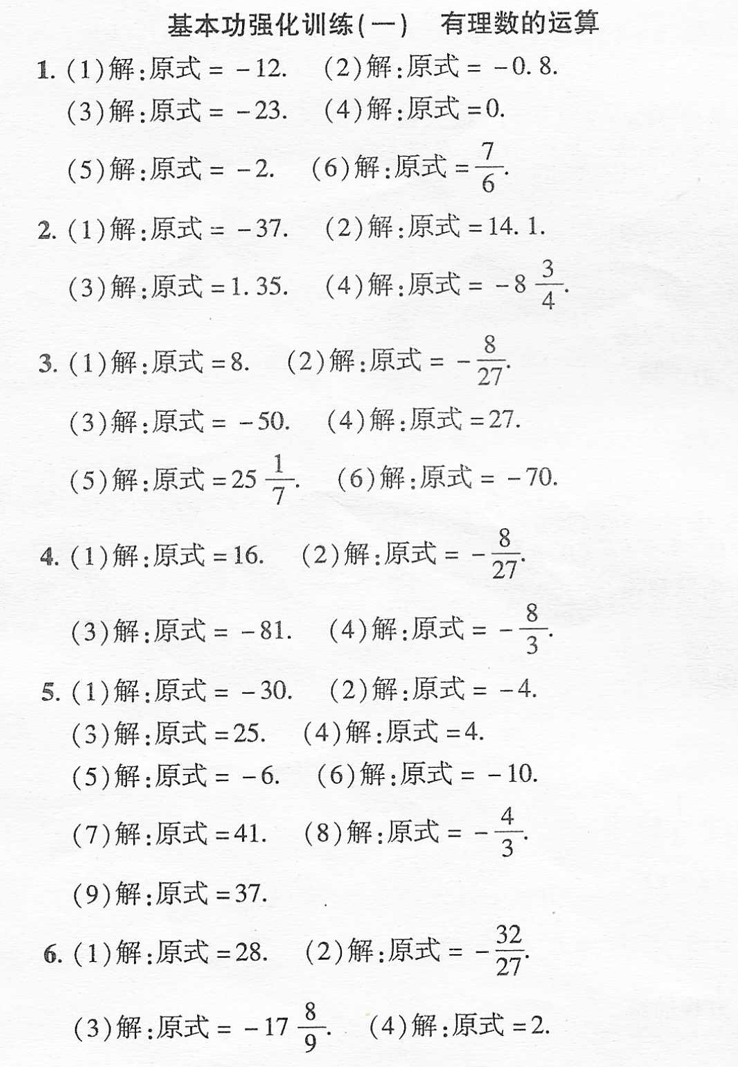 基本功强化训练(一) 有理数的运算
1. (1)解:原式= -12. (2)解:原式= -0.8.
(3)解:原式= -23. (4)解:原式=0.
(5)解:原式= -2. (6)解:原式=7/6.
2. (1)解:原式= -37. (2)解:原式=14.1.
(3)解:原式=1.35. (4)解:原式= -8 3/4.
3. (1)解:原式=8. (2)解:原式= -8/27.
(3)解:原式= -50. (4)解:原式=27.
(5)解:原式=25 1/7. (6)解:原式= -70.
4. (1)解:原式=16. (2)解:原式= -8/27.
(3)解:原式= -81. (4)解:原式= -8/3.
5. (1)解:原式= -30. (2)解:原式= -4.
(3)解:原式=25. (4)解:原式=4.
(5)解:原式= -6. (6)解:原式= -10.
(7)解:原式=41. (8)解:原式= -4/3.
(9)解:原式=37.
6. (1)解:原式=28. (2)解:原式= -32/27.
(3)解:原式= -17 8/9. (4)解:原式=2.